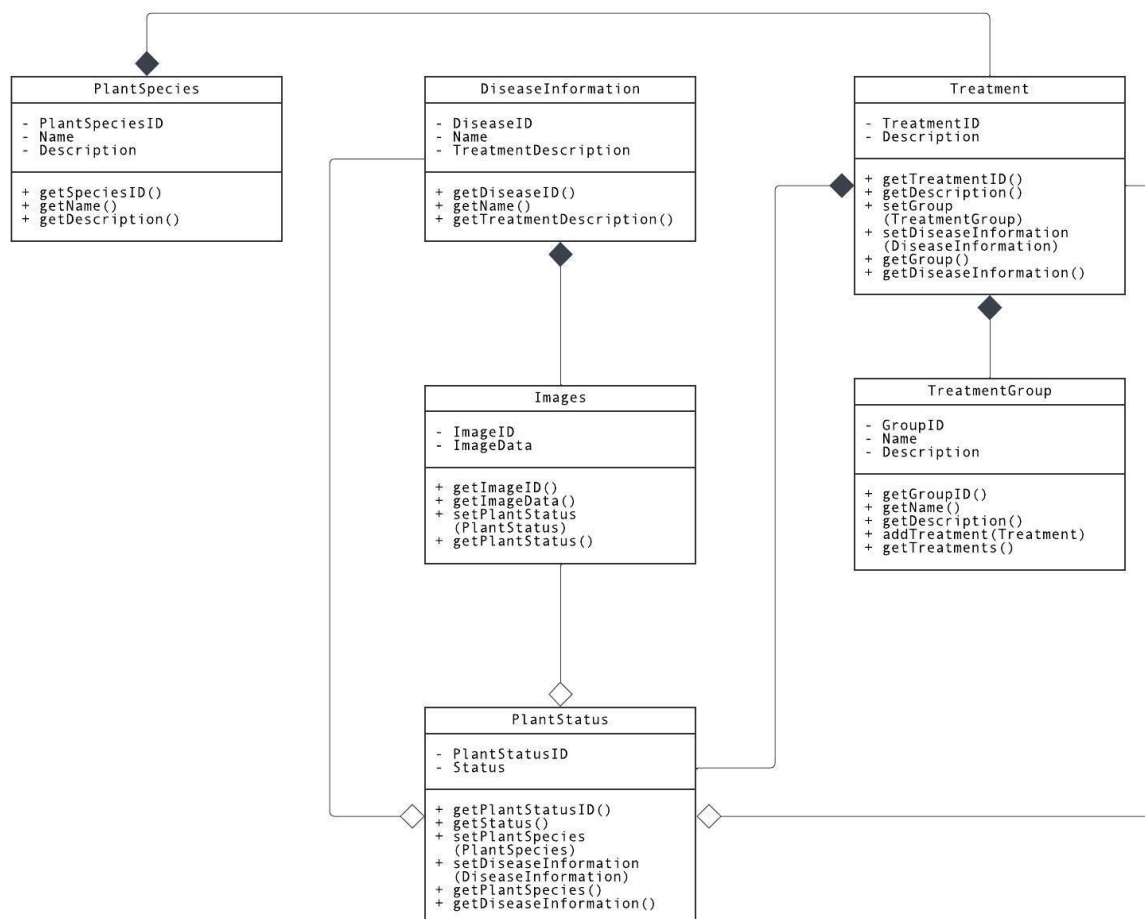 PlantSpecies
- PlantSpeciesID
- Name
- Description
+ getSpeciesID()
+ getName()
+ getDescription()
DiseaseInformation
- DiseaseID
- Name
- TreatmentDescription
+ getDiseaseID()
+ getName()
+ getTreatmentDescription()
Treatment
- TreatmentID
- Description
+ getTreatmentID()
+ getDescription()
+ setGroup
(TreatmentGroup)
+ setDiseaseInformation
(DiseaseInformation)
+ getGroup()
+ getDiseaseInformation()
Images
- ImageID
- ImageData
+ getImageID()
+ getImageData()
+ setPlantStatus
(PlantStatus)
+ getPlantStatus()
TreatmentGroup
- GroupID
- Name
- Description
+ getGroupID()
+ getName()
+ getDescription()
+ addTreatment(Treatment)
+ getTreatments()
PlantStatus
- PlantStatusID
- Status
+ getPlantStatusID()
+ getStatus()
+ setPlantSpecies
(PlantSpecies)
+ setDiseaseInformation
(DiseaseInformation)
+ getPlantSpecies()
+ getDiseaseInformation()